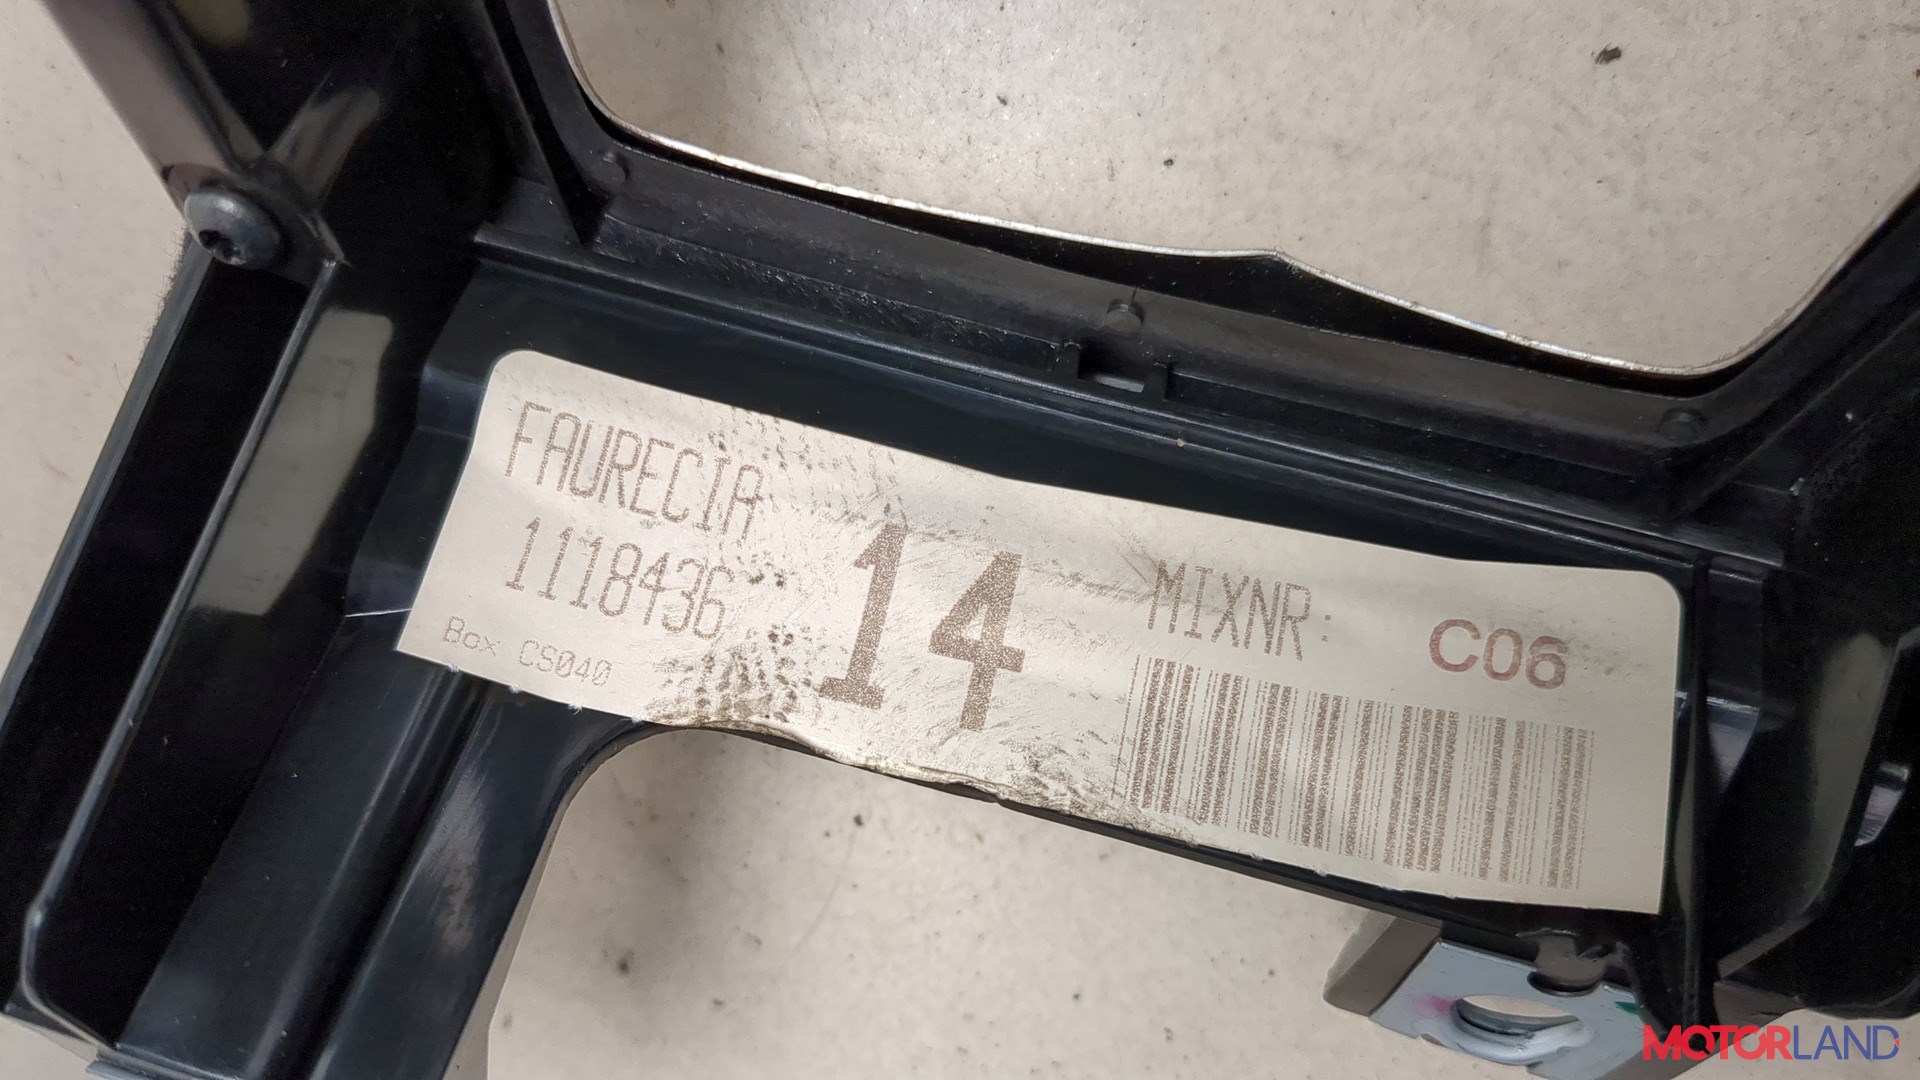 FAURECIA
1118436
Box CS040
14
MIXNR:
C06
MOTORLAND